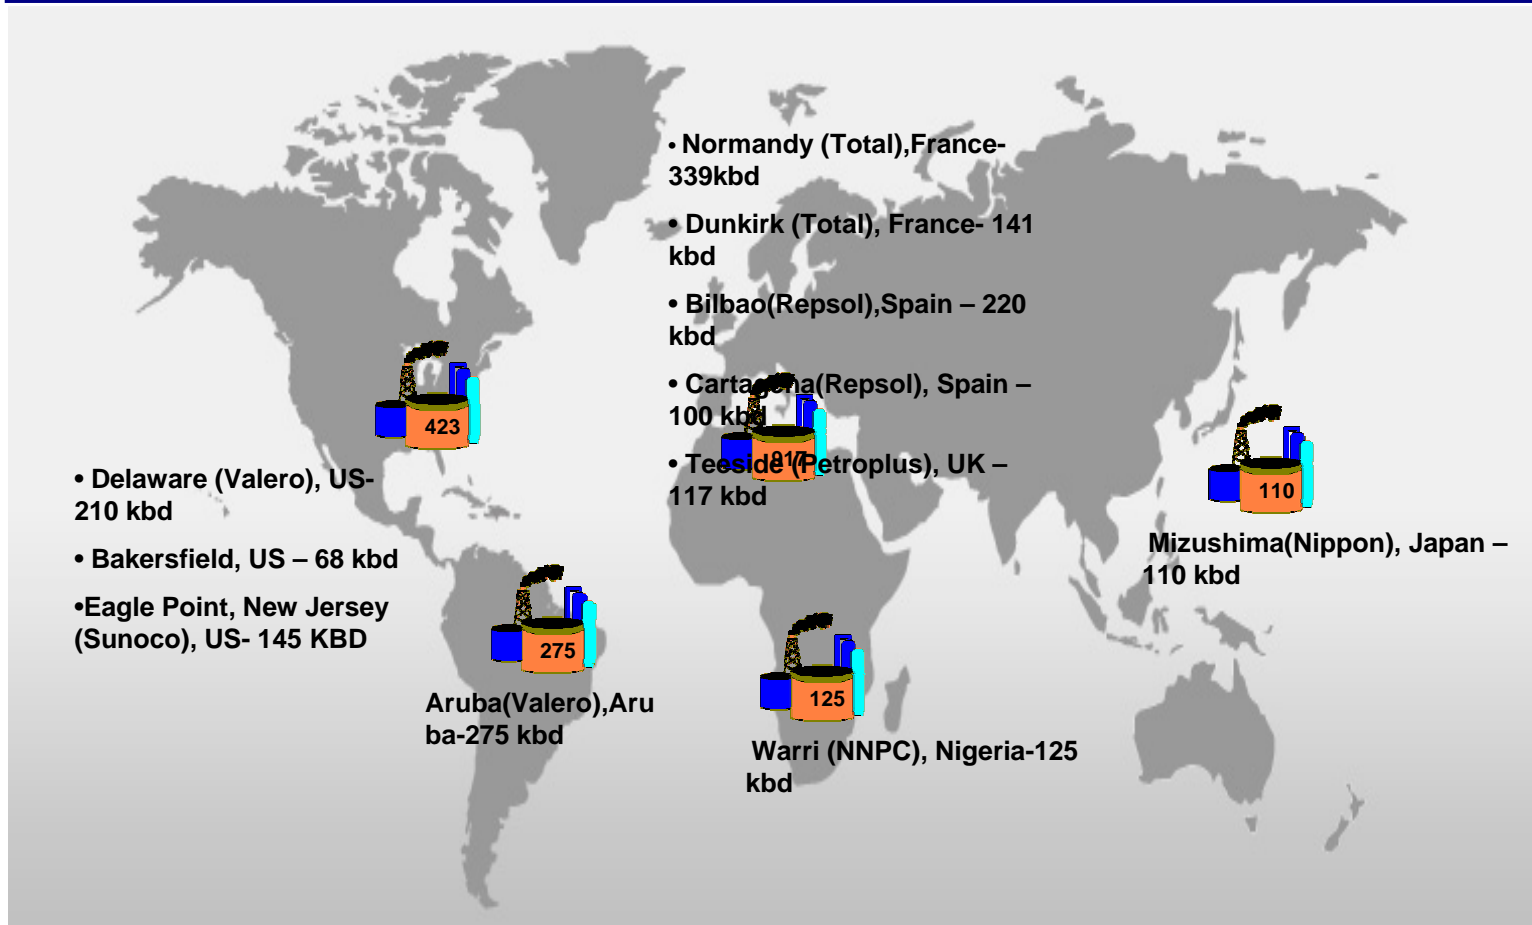 • Normandy (Total),France-
339kbd
• Dunkirk (Total), France- 141
kbd
• Bilbao(Repsol),Spain – 220
kbd
• Cartagena(Repsol), Spain –
100 kbd
• Teeside (Petroplus), UK –
117 kbd
917
423
• Delaware (Valero), US-
210 kbd
• Bakersfield, US – 68 kbd
•Eagle Point, New Jersey
(Sunoco), US- 145 KBD
275
Aruba(Valero),Aru
ba-275 kbd
125
Warri (NNPC), Nigeria-125
kbd
110
Mizushima(Nippon), Japan –
110 kbd